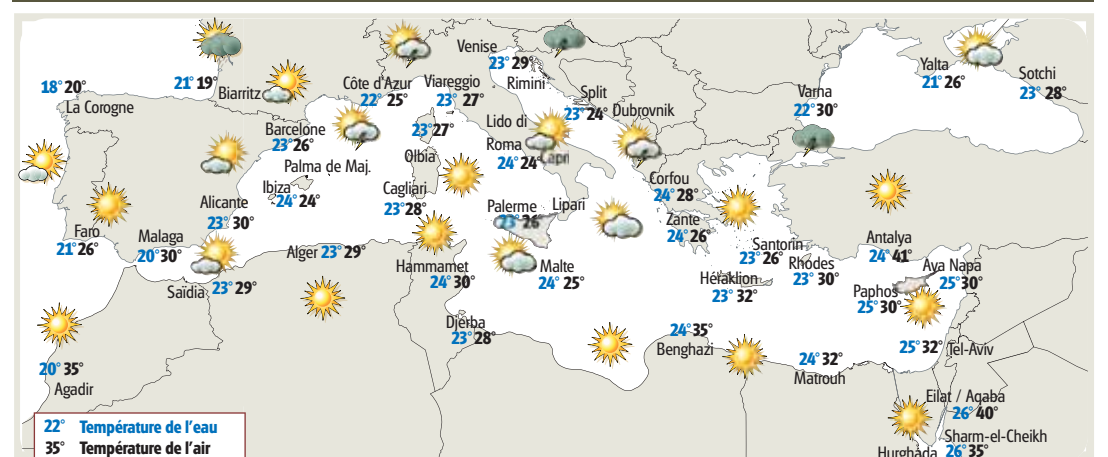 Venise
23° 29°
Rimini
Yalta
21° 26°
Sotchi
23° 28°
18° 20°
La Corogne
21° 19°
Biarritz
Côte d'Azur
22° 25°
Viareggio
23° 27°
Split
23° 24°
Dubrovnik
Varna
22° 30°
Barcelone
23° 26°
23° 27°
Olbia
Lido di
Roma
24° 24°
Palma de Maj.
Ibiza
24° 24°
Cagliari
23° 28°
Corfou
24° 28°
Alicante
23° 30°
Palerme
23° 26°
Lipari
Zante
24° 26°
Faro
21° 26°
Malaga
20° 30°
Alger 23° 29°
Santorin
23° 26°
Antalya
24° 41°
Hammamet
24° 30°
Malte
24° 25°
Héraklion
23° 32°
Rhodes
23° 30°
Aya Napa
25° 30°
Paphos
25° 30°
Saïdia
23° 29°
Djerba
23° 28°
24° 35°
Benghazi
24° 32°
Matrouh
25° 32°
Tel-Aviv
20° 35°
Agadir
Eilat / Aqaba
26° 40°
Sharm-el-Cheikh
Hurghada 26° 35°
22° Température de l'eau
35° Température de l'air